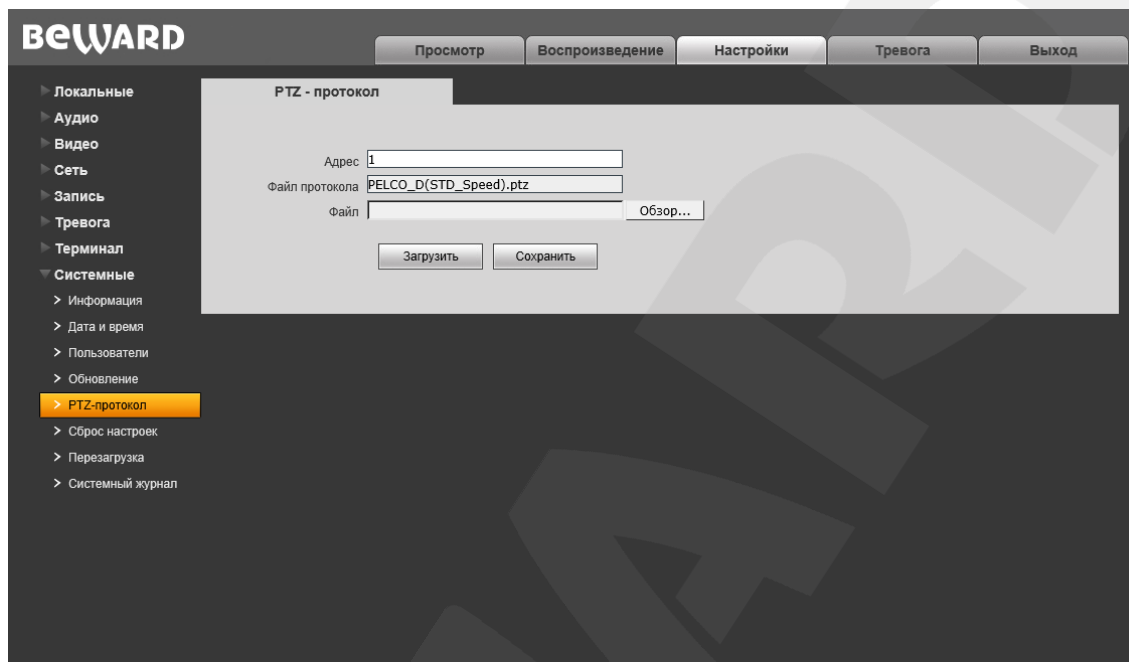 BEWARD
Просмотр Воспроизведение Настройки Тревога Выход
Локальные
Аудио
Видео
Сеть
Запись
Тревога
Терминал
Системные
> Информация
> Дата и время
> Пользователи
> Обновление
> PTZ-протокол
> Сброс настроек
> Перезагрузка
> Системный журнал
PTZ - протокол
Адрес 1
Файл протокола PELCO_D(STD_Speed).ptz
Файл Обзор...
Загрузить Сохранить